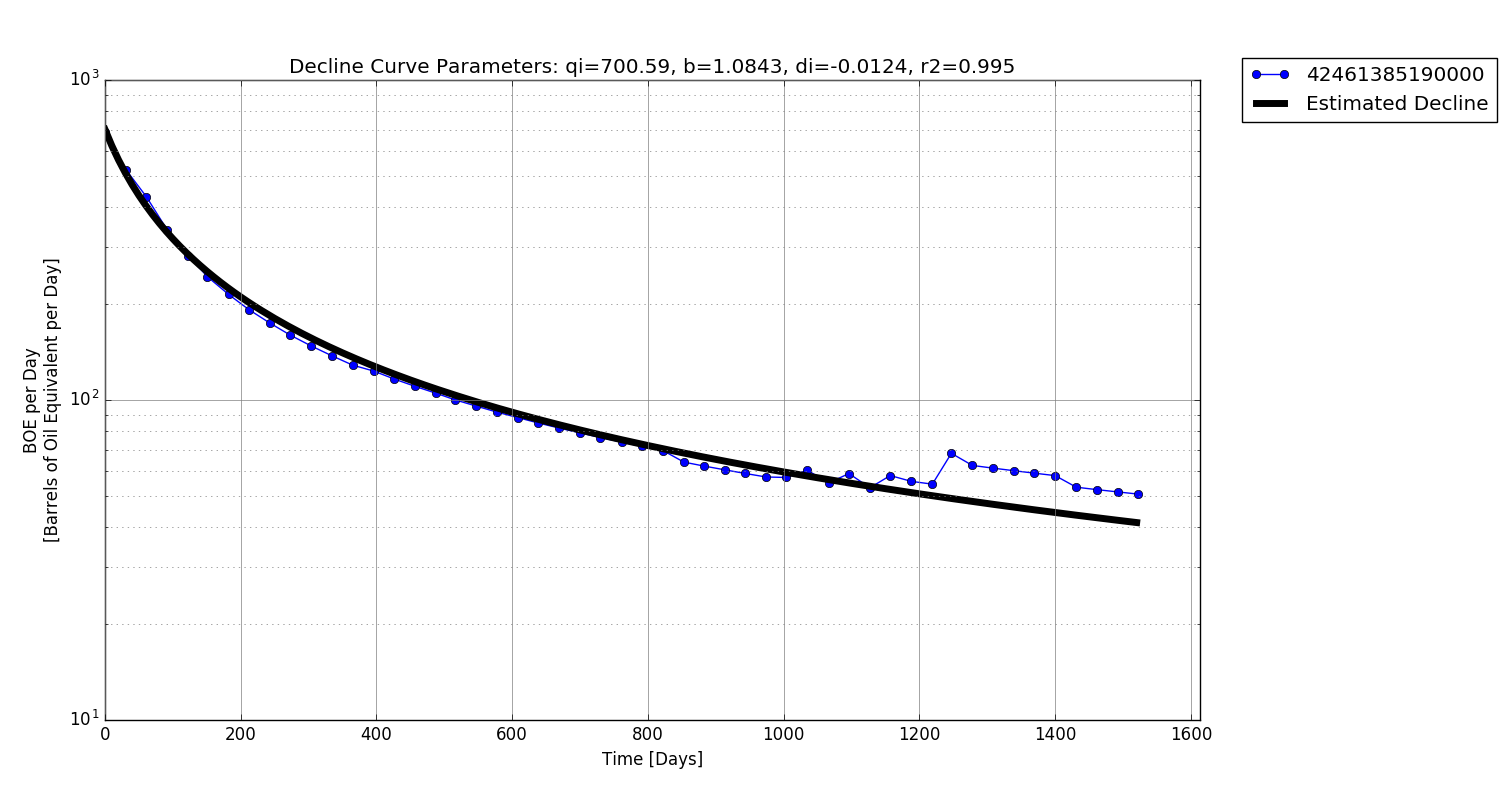 Decline Curve Parameters: qi=700.59, b=1.0843, di=-0.0124, r2=0.995
42461385190000
Estimated Decline
BOE per Day
[Barrels of Oil Equivalent per Day]
10³
10²
10¹
0 200 400 600 800 1000 1200 1400 1600
Time [Days]